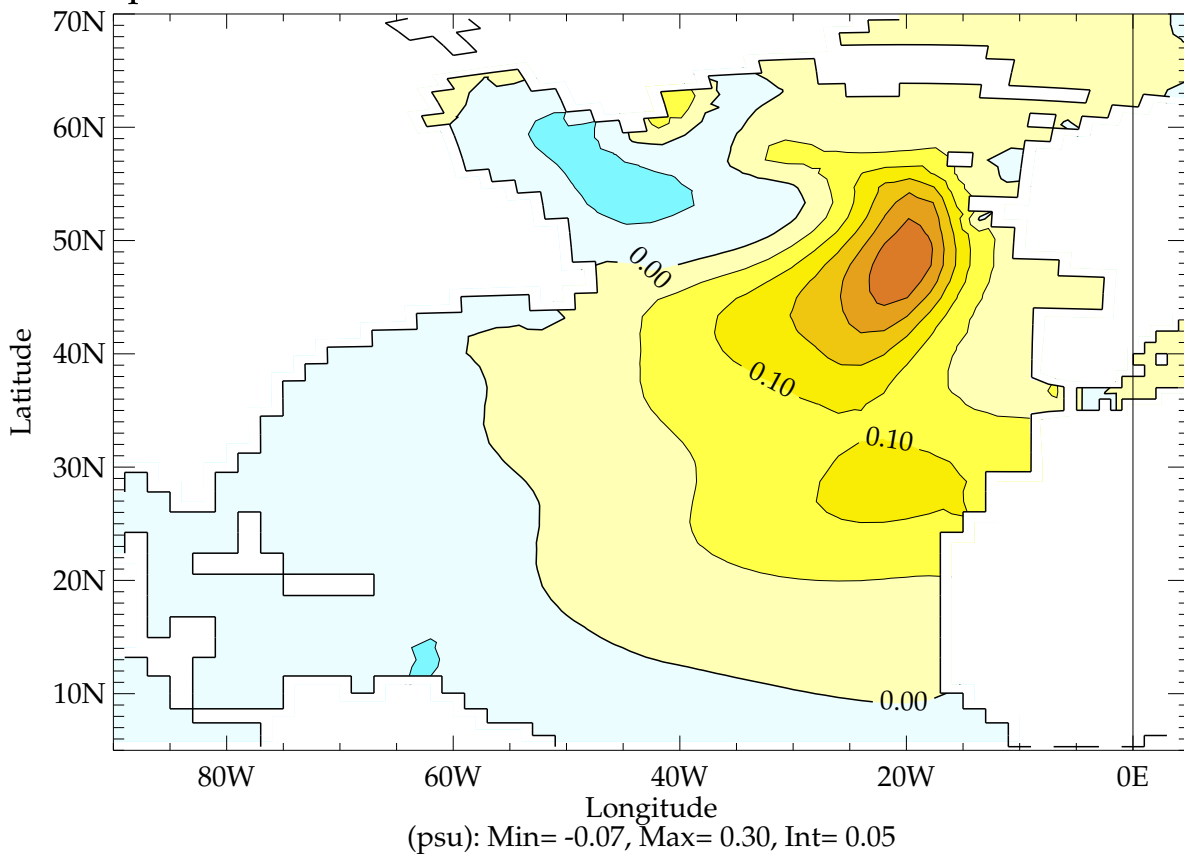 70N
60N
50N
40N
30N
20N
10N
Latitude
0.00
0.10
0.10
0.00
80W 60W 40W 20W 0E
Longitude
(psu): Min= -0.07, Max= 0.30, Int= 0.05